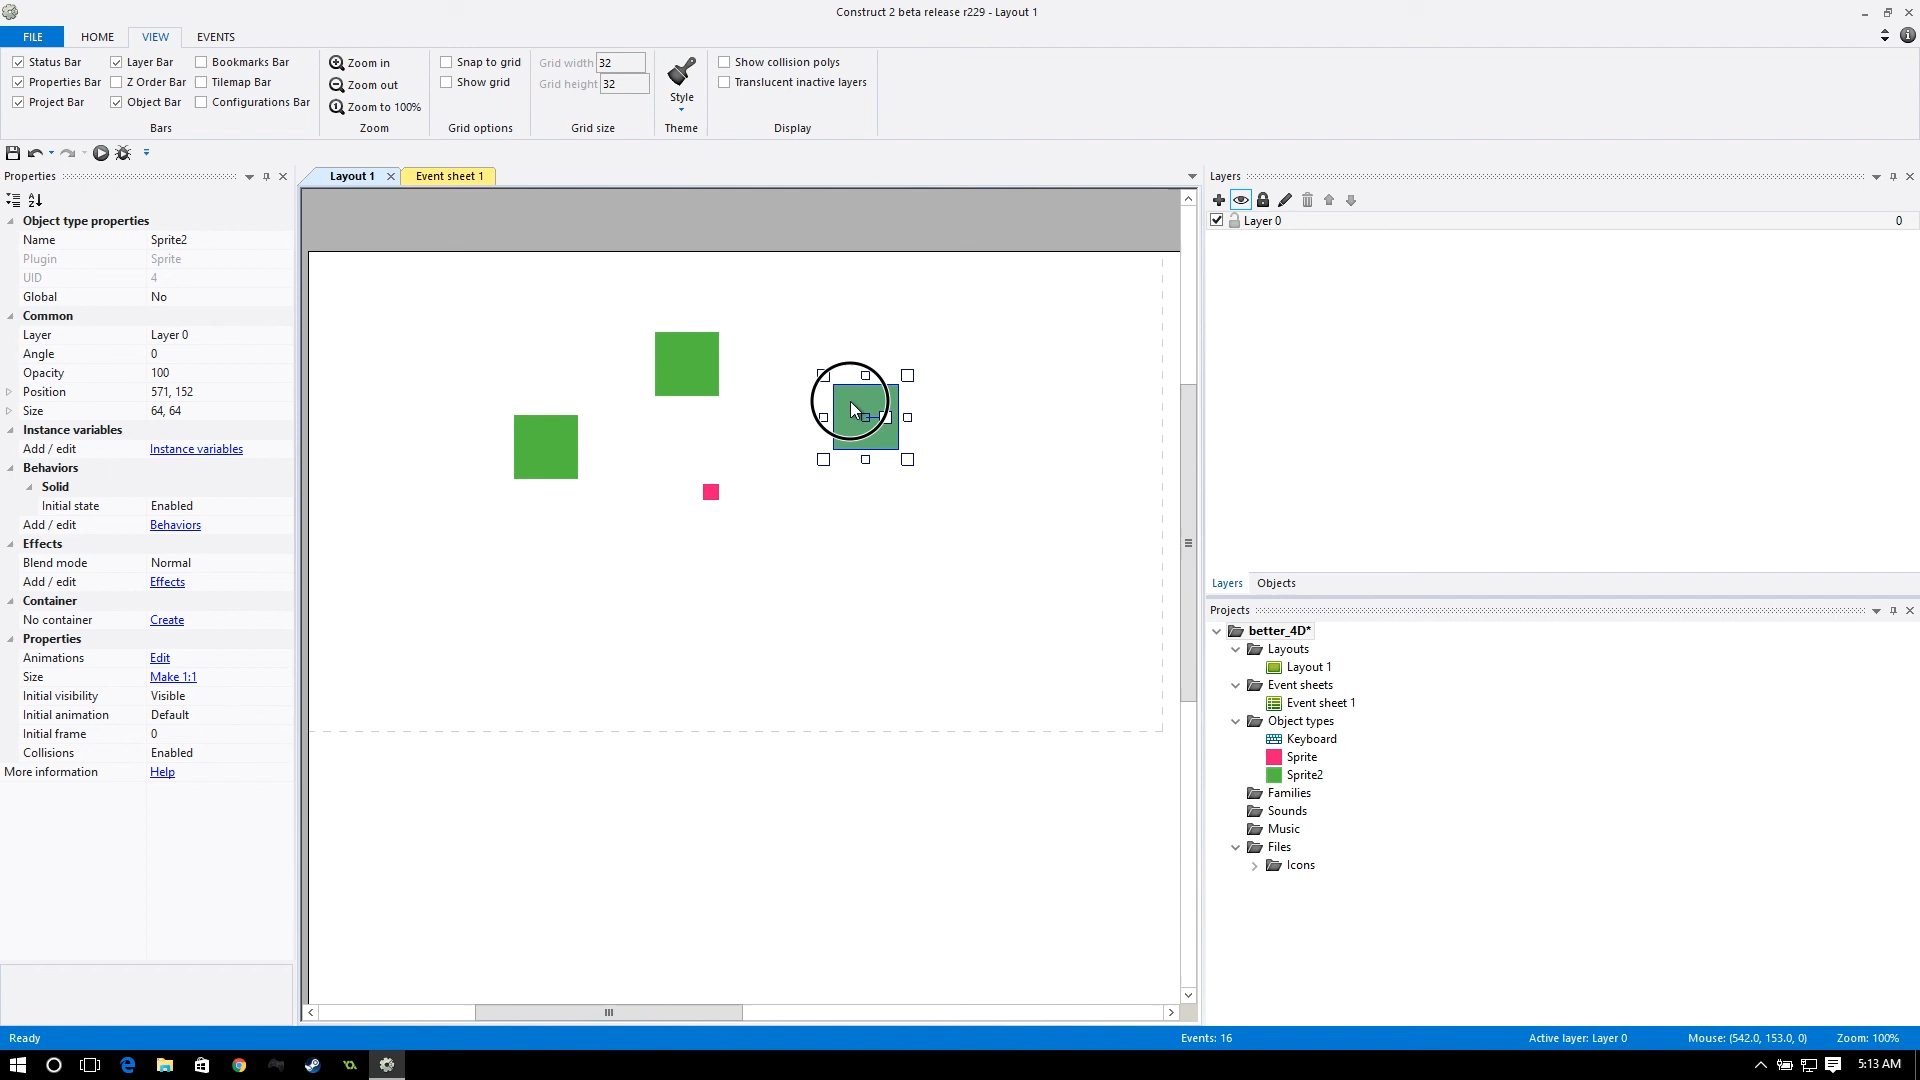 Construct 2 beta release r229 - Layout 1
FILE HOME VIEW EVENTS
Status Bar Layer Bar Bookmarks Bar
Properties Bar Z Order Bar Tilemap Bar
Project Bar Object Bar Configurations Bar
Bars
Zoom in
Zoom out
Zoom to 100%
Zoom
Snap to grid
Show grid
Grid options
Grid width 32
Grid height 32
Grid size
Style
Theme
Show collision polys
Translucent inactive layers
Display
Properties
Object type properties
Name Sprite2
Plugin Sprite
UID 4
Global No
Common
Layer Layer 0
Angle 0
Opacity 100
Position 571, 152
Size 64, 64
Instance variables
Add / edit Instance variables
Behaviors
Solid
Initial state Enabled
Add / edit Behaviors
Effects
Blend mode Normal
Add / edit Effects
Container
No container Create
Properties
Animations Edit
Size Make 1:1
Initial visibility Visible
Initial animation Default
Initial frame 0
Collisions Enabled
More information Help
Layout 1 Event sheet 1
Layers
Layer 0 0
Layers Objects
Projects
better_4D*
Layouts
Layout 1
Event sheets
Event sheet 1
Object types
Keyboard
Sprite
Sprite2
Families
Sounds
Music
Files
Icons
Ready Events: 16 Active layer: Layer 0 Mouse: (542.0, 153.0, 0) Zoom: 100%
5:13 AM